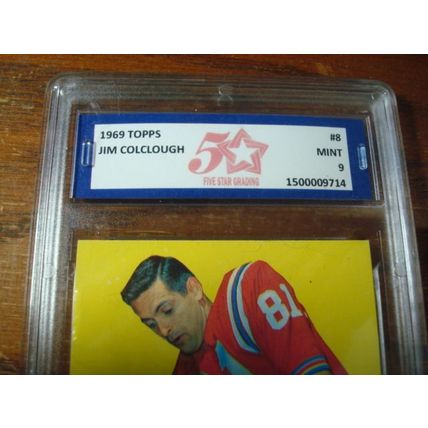 1969 TOPPS #8
JIM COLCLOUGH MINT
5
9
FIVE STAR GRADING
1500009714
81